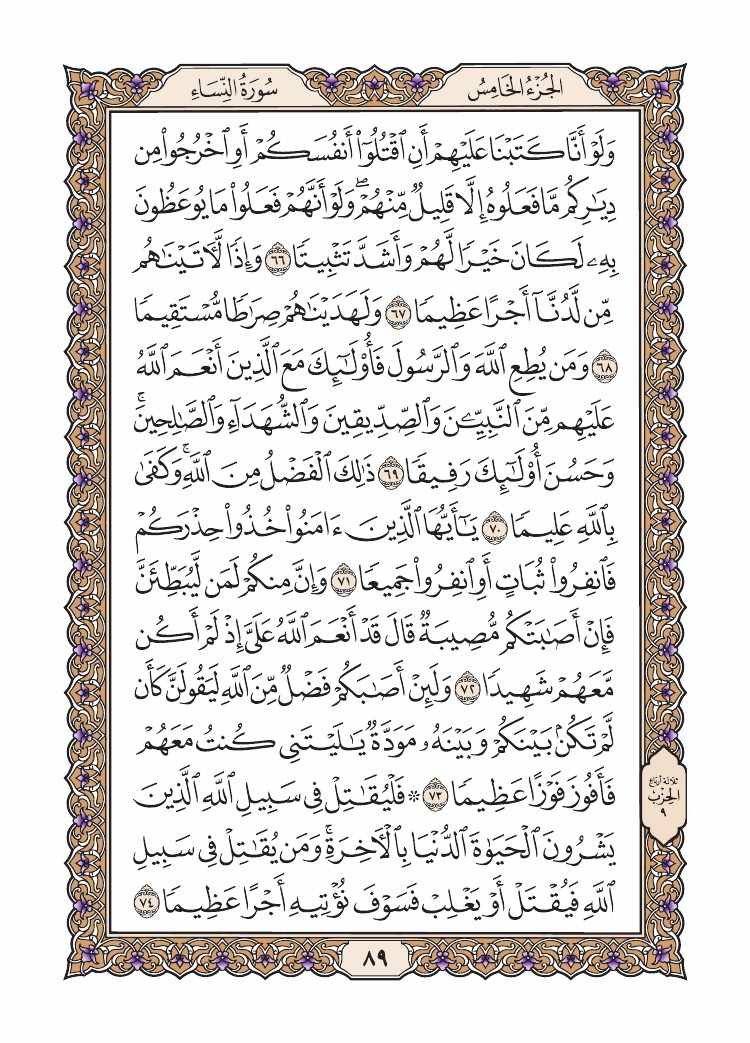 الجُزْءُ الخَامِسُ
سُورَةُ النِّسَاءِ
وَلَوْ أَنَّا كَتَبْنَا عَلَيْهِمْ أَنِ ٱقْتُلُوٓا۟ أَنفُسَكُمْ أَوِ ٱخْرُجُوا۟ مِن
دِيَـٰرِكُم مَّا فَعَلُوهُ إِلَّا قَلِيلٌ مِّنْهُمْ ۖ وَلَوْ أَنَّهُمْ فَعَلُوا۟ مَا يُوعَظُونَ
بِهِۦ لَكَانَ خَيْرًا لَّهُمْ وَأَشَدَّ تَثْبِيتًا ٦٦ وَإِذًا لَّـَٔاتَيْنَـٰهُم
مِّن لَّدُنَّآ أَجْرًا عَظِيمًا ٦٧ وَلَهَدَيْنَـٰهُمْ صِرَٰطًا مُّسْتَقِيمًا
٦٨ وَمَن يُطِعِ ٱللَّهَ وَٱلرَّسُولَ فَأُو۟لَـٰٓئِكَ مَعَ ٱلَّذِينَ أَنْعَمَ ٱللَّهُ
عَلَيْهِم مِّنَ ٱلنَّبِيِّـۧنَ وَٱلصِّدِّيقِينَ وَٱلشُّهَدَآءِ وَٱلصَّـٰلِحِينَ ۚ
وَحَسُنَ أُو۟لَـٰٓئِكَ رَفِيقًا ٦٩ ذَٰلِكَ ٱلْفَضْلُ مِنَ ٱللَّهِ ۚ وَكَفَىٰ
بِٱللَّهِ عَلِيمًا ٧٠ يَـٰٓأَيُّهَا ٱلَّذِينَ ءَامَنُوا۟ خُذُوا۟ حِذْرَكُمْ
فَٱنفِرُوا۟ ثُبَاتٍ أَوِ ٱنفِرُوا۟ جَمِيعًا ٧١ وَإِنَّ مِنكُمْ لَمَن لَّيُبَطِّئَنَّ
فَإِنْ أَصَـٰبَتْكُم مُّصِيبَةٌ قَالَ قَدْ أَنْعَمَ ٱللَّهُ عَلَىَّ إِذْ لَمْ أَكُن
مَّعَهُمْ شَهِيدًا ٧٢ وَلَئِنْ أَصَـٰبَكُمْ فَضْلٌ مِّنَ ٱللَّهِ لَيَقُولَنَّ كَأَن
لَّمْ تَكُنۢ بَيْنَكُمْ وَبَيْنَهُۥ مَوَدَّةٌ يَـٰلَيْتَنِى كُنتُ مَعَهُمْ
فَأَفُوزَ فَوْزًا عَظِيمًا ٧٣ ۞ فَلْيُقَـٰتِلْ فِى سَبِيلِ ٱللَّهِ ٱلَّذِينَ
يَشْرُونَ ٱلْحَيَوٰةَ ٱلدُّنْيَا بِٱلْـَٔاخِرَةِ ۚ وَمَن يُقَـٰتِلْ فِى سَبِيلِ
ٱللَّهِ فَيُقْتَلْ أَوْ يَغْلِبْ فَسَوْفَ نُؤْتِيهِ أَجْرًا عَظِيمًا ٧٤
ثلاثة أرباع
الحزب
٩
٨٩